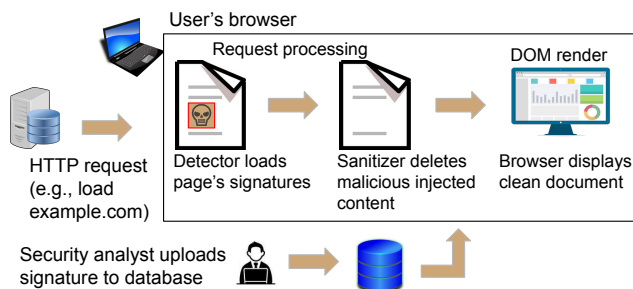 User's browser
Request processing
DOM render
HTTP request
(e.g., load
example.com)
Detector loads
page's signatures
Sanitizer deletes
malicious injected
content
Browser displays
clean document
Security analyst uploads
signature to database